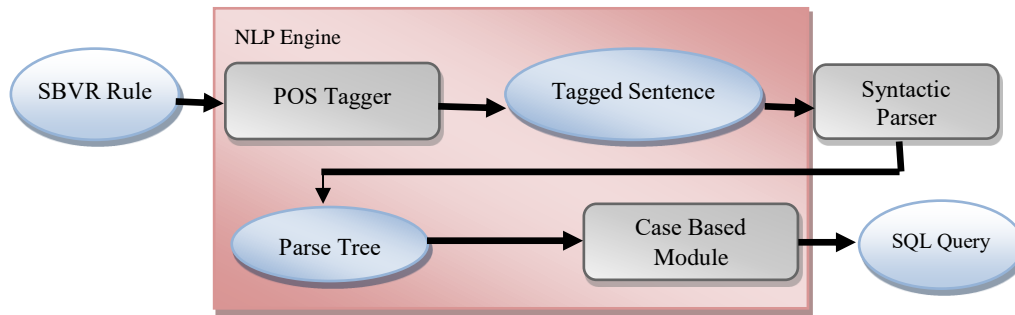 NLP Engine
SBVR Rule
POS Tagger
Tagged Sentence
Syntactic
Parser
Parse Tree
Case Based
Module
SQL Query